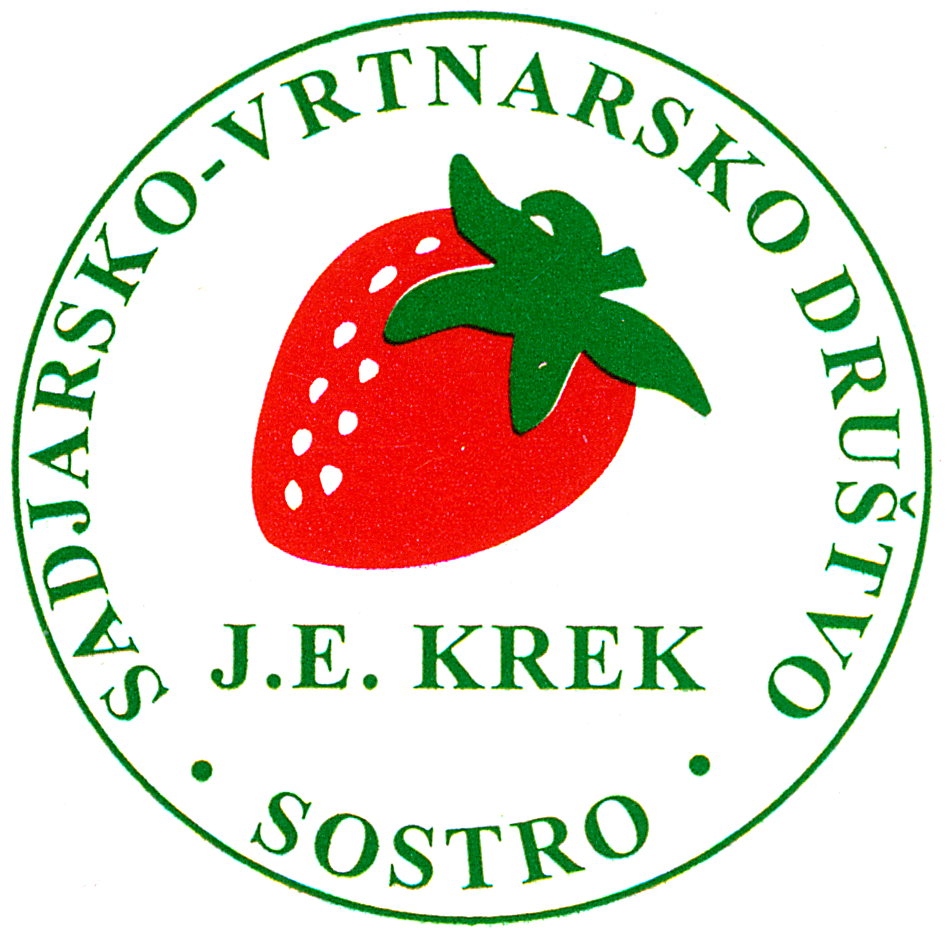 SADJARSKO-VRTNARSKO DRUŠTVO
J.E. KREK
• SOSTRO •